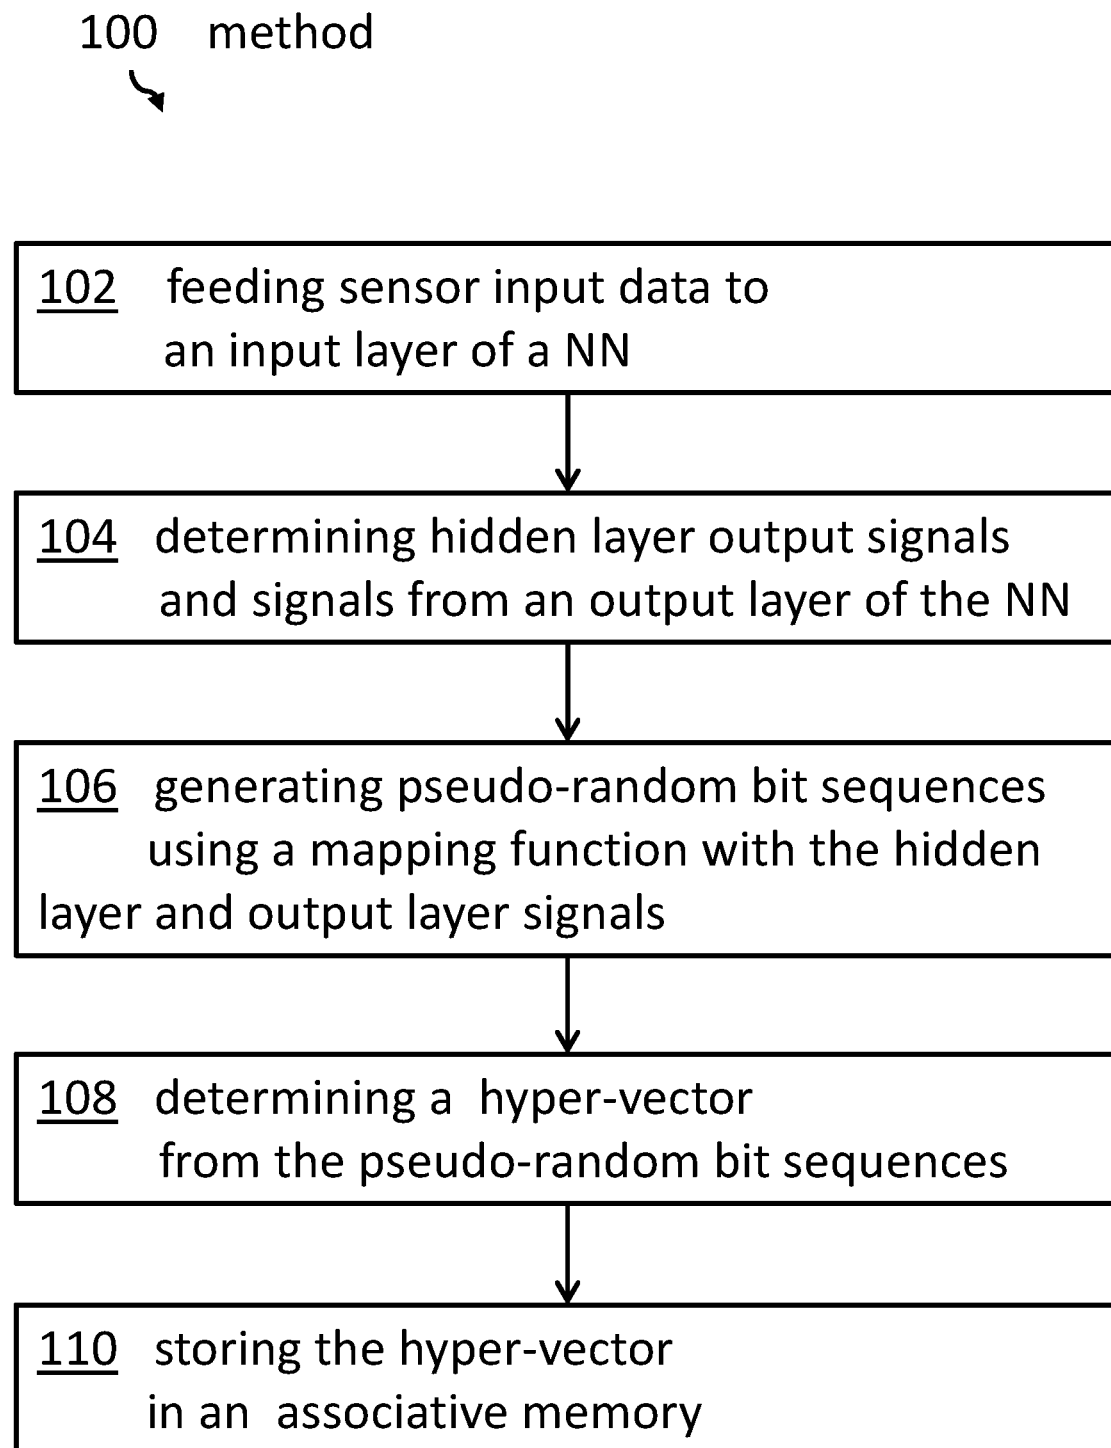 100 method
102 feeding sensor input data to
an input layer of a NN
104 determining hidden layer output signals
and signals from an output layer of the NN
106 generating pseudo-random bit sequences
using a mapping function with the hidden
layer and output layer signals
108 determining a hyper-vector
from the pseudo-random bit sequences
110 storing the hyper-vector
in an associative memory